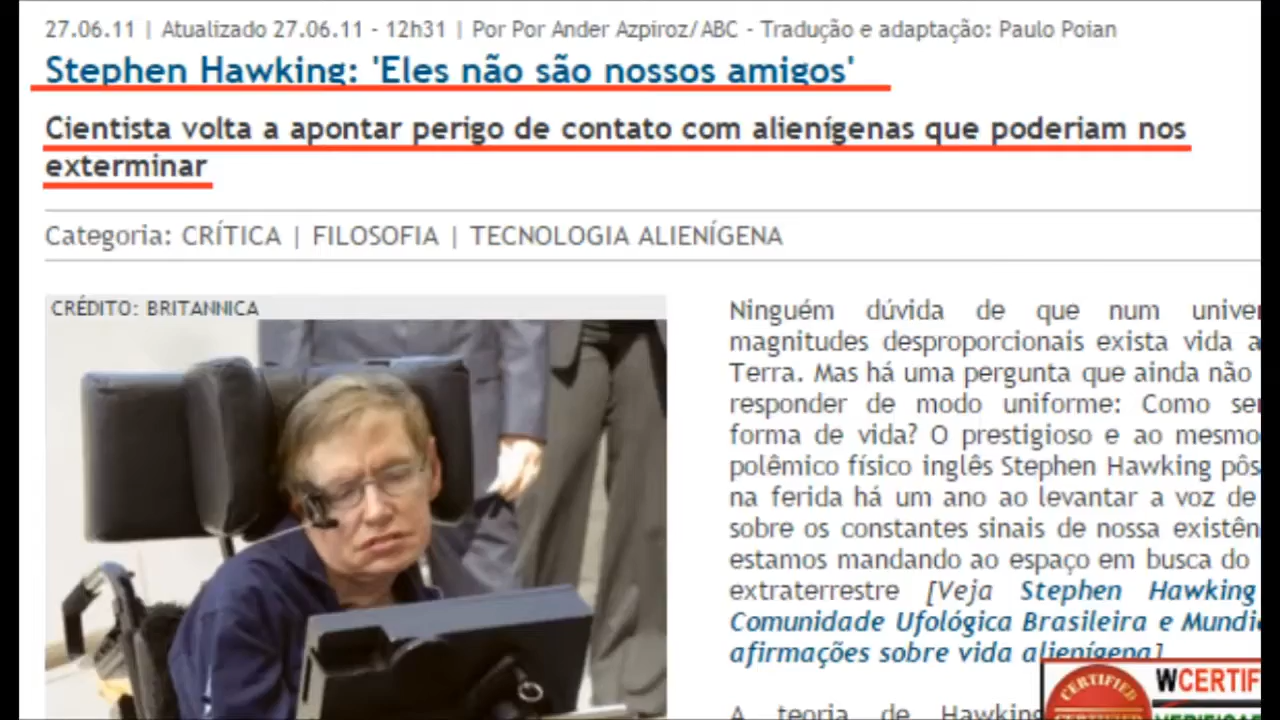 27.06.11 | Atualizado 27.06.11 - 12h31 | Por Por Ander Azpiroz/ABC - Tradução e adaptação: Paulo Poian
Stephen Hawking: 'Eles não são nossos amigos'
Cientista volta a apontar perigo de contato com alienígenas que poderiam nos
exterminar
Categoria: CRÍTICA | FILOSOFIA | TECNOLOGIA ALIENÍGENA
CRÉDITO: BRITANNICA
Ninguém dúvida de que num
magnitudes desproporcionais exista vida
Terra. Mas há uma pergunta que ainda não
responder de modo uniforme: Como
forma de vida? O prestigioso e ao mesmo
polêmico físico inglês Stephen Hawking pôs
na ferida há um ano ao levantar a voz de
sobre os constantes sinais de nossa
estamos mandando ao espaço em busca do
extraterrestre [Veja Stephen Hawking
Comunidade Ufológica Brasileira e
afirmações sobre vida alienígena]
A teoria de Hawking
CERTIFIED